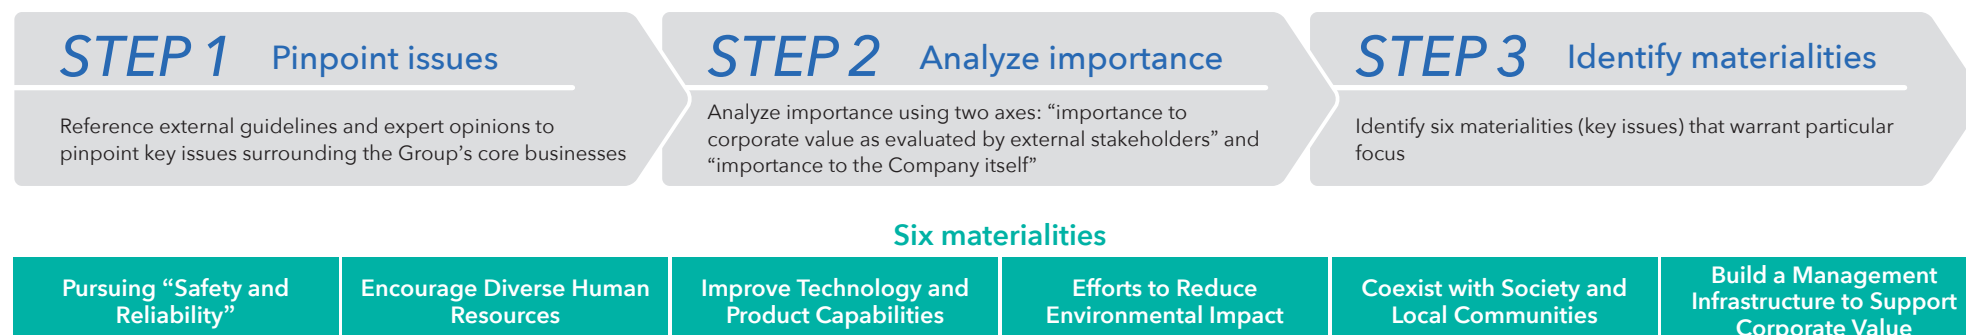 STEP 1 Pinpoint issues
Reference external guidelines and expert opinions to
pinpoint key issues surrounding the Group’s core businesses
STEP 2 Analyze importance
Analyze importance using two axes: “importance to
corporate value as evaluated by external stakeholders” and
“importance to the Company itself”
STEP 3 Identify materialities
Identify six materialities (key issues) that warrant particular
focus
Six materialities
Pursuing “Safety and
Reliability”
Encourage Diverse Human
Resources
Improve Technology and
Product Capabilities
Efforts to Reduce
Environmental Impact
Coexist with Society and
Local Communities
Build a Management
Infrastructure to Support
Corporate Value